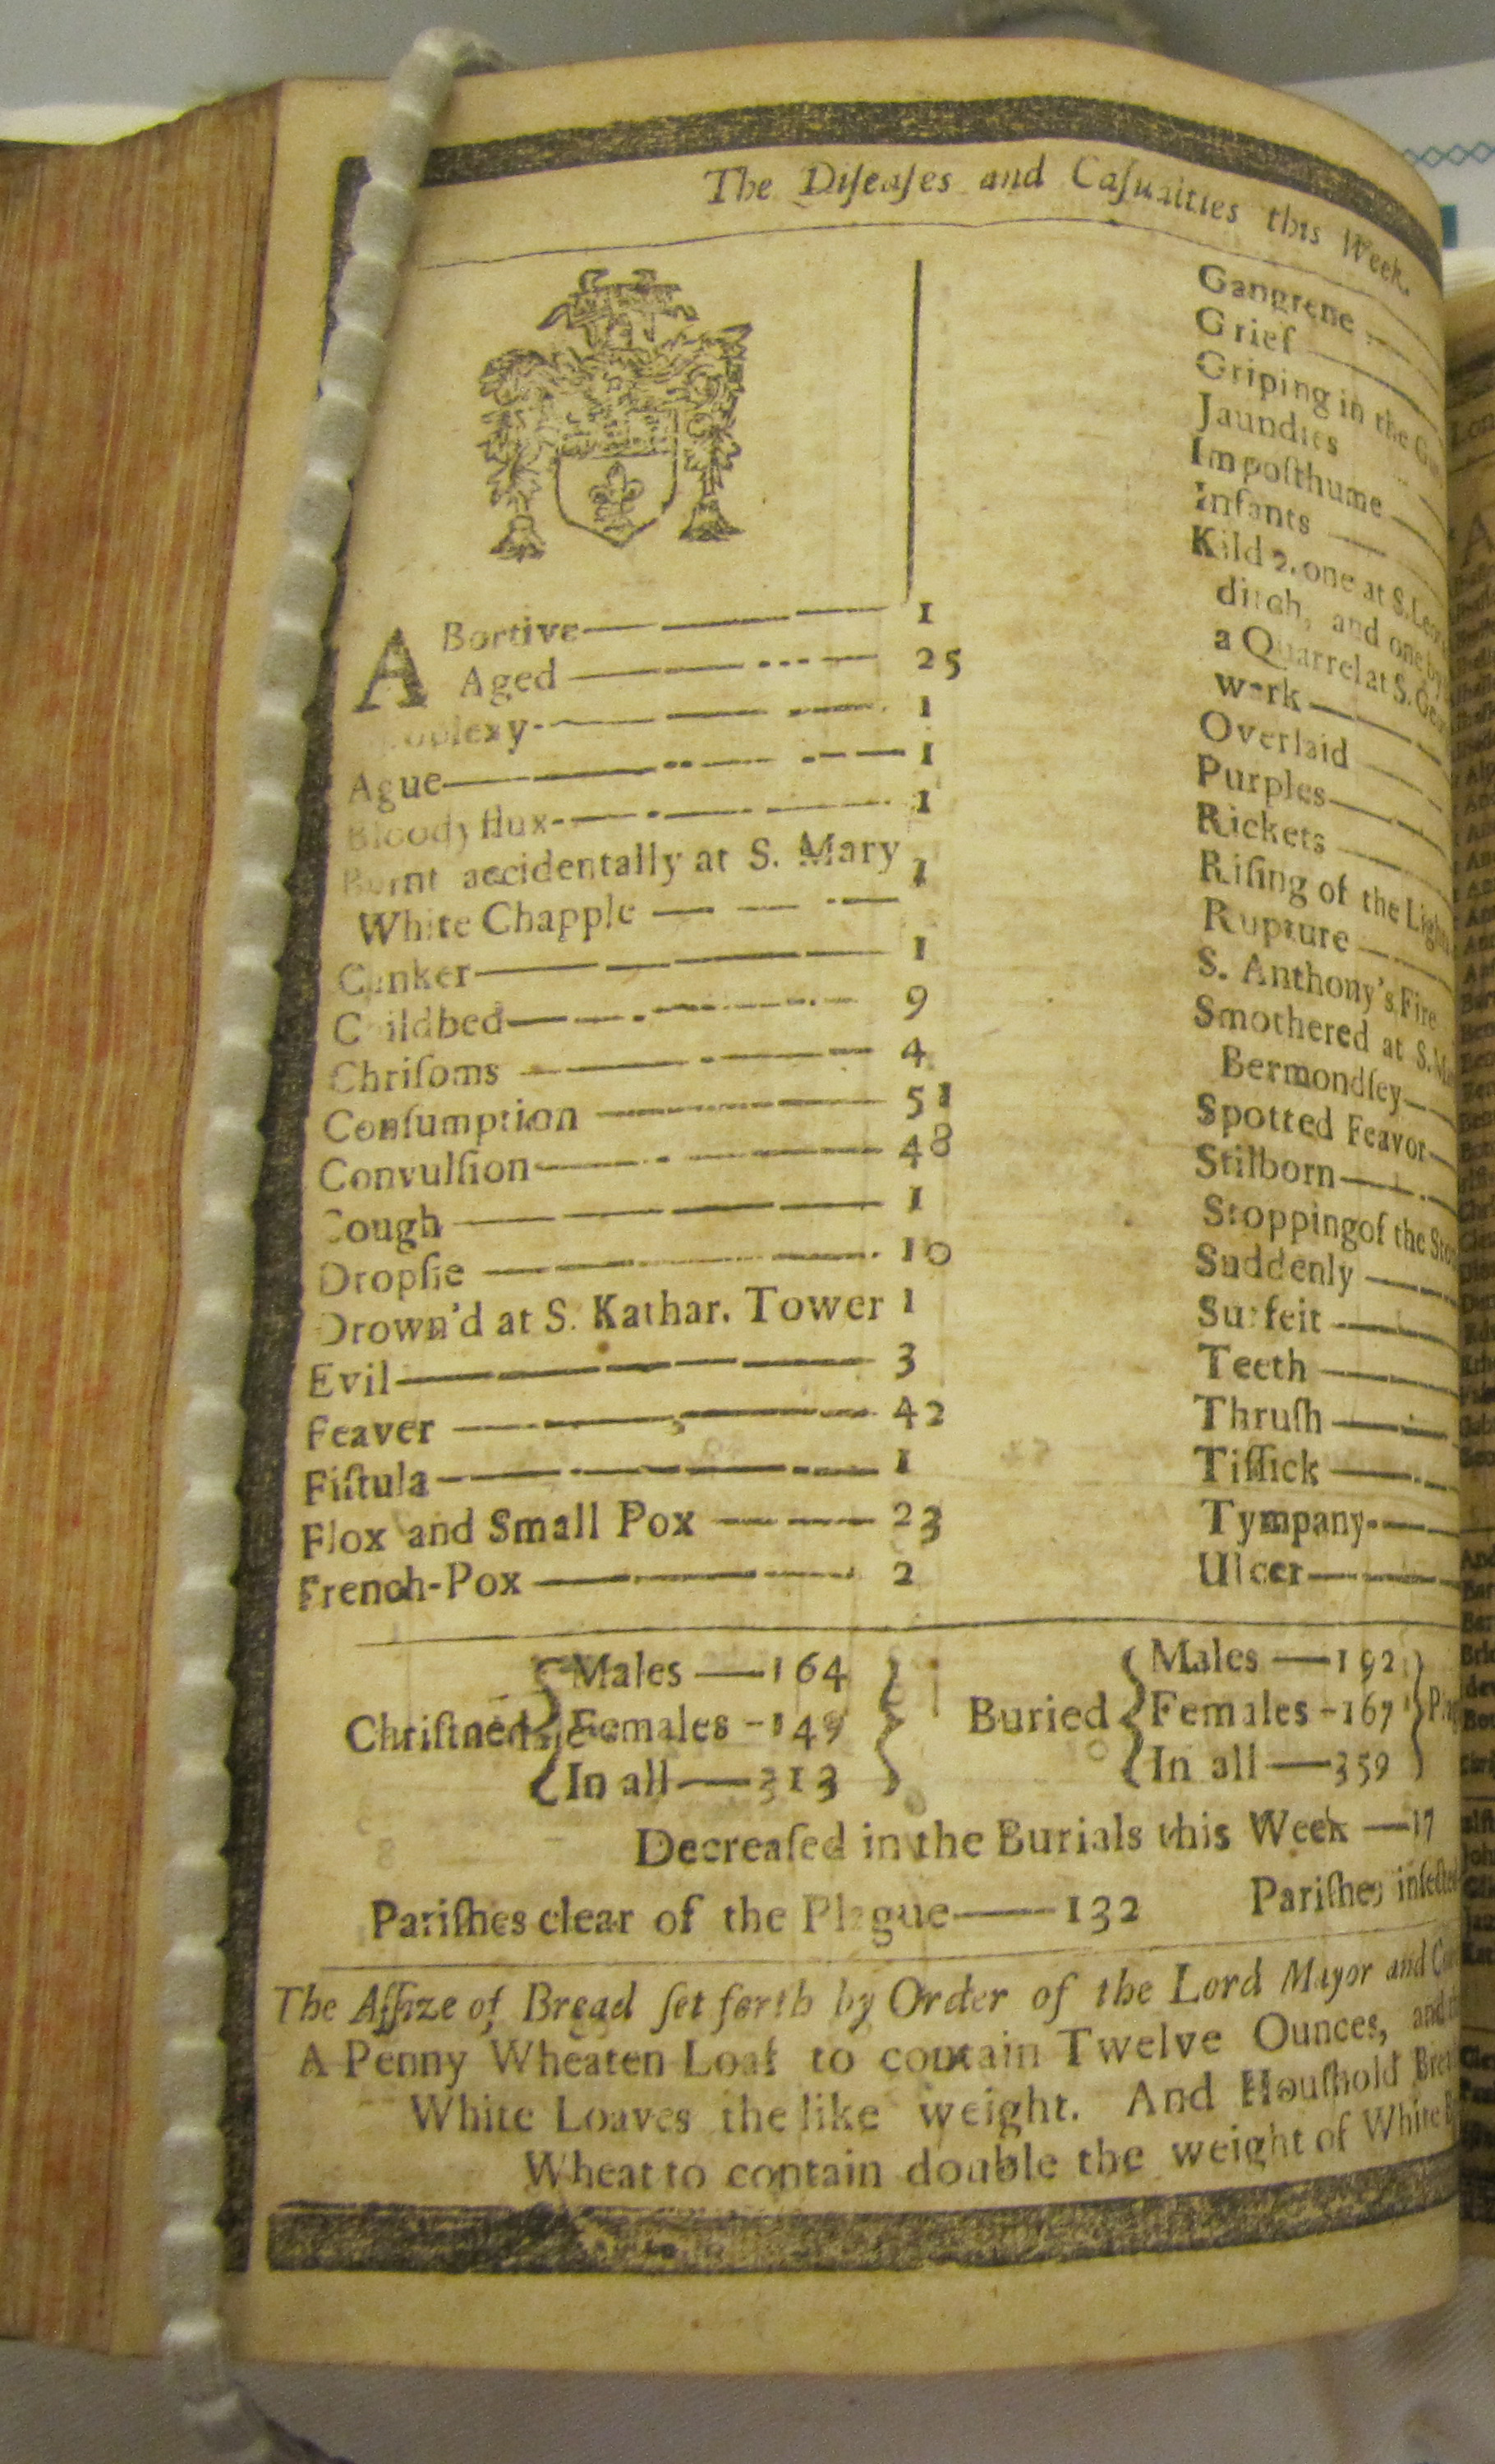 The Diſeaſes and Caſualties this Week.
ABortive 1
Aged 25
1
Ague 1
Bloody flux 1
Burnt accidentally at S. Mary
White Chapple 1
Canker 1
Childbed 9
Chriſoms 4
Conſumption 51
Convulſion 48
Cough 1
Dropſie 10
Drown'd at S. Kathar. Tower 1
Evil 3
Feaver 42
Fiſtula 1
Flox and Small Pox 23
French-Pox 2
Gangrene
Grief
Griping in the
Jaundies
Impoſthume
Infants
Kild 2. one at S.
ditch, and one by
a Quarrel at S.
work
Overlaid
Purples
Rickets
Riſing of the
Rupture
S. Anthony's Fire
Smothered at S.
Bermondſey
Spotted Feavor
Stilborn
Stopping of the
Suddenly
Surfeit
Teeth
Thruſh
Tiſſick
Tympany
Ulcer
Chriſtned { Males — 164
Females - 149
In all — 313 }
Buried { Males — 192
Females - 167
In all — 359 }
Decreaſed in the Burials this Week — 17
Pariſhes clear of the Plague — 132 Pariſhes
The Aſſize of Bread ſet forth by Order of the Lord Mayor and
A Penny Wheaten Loaf to contain Twelve Ounces, and
White Loaves the like weight. And Houſhold
Wheat to contain double the weight of White